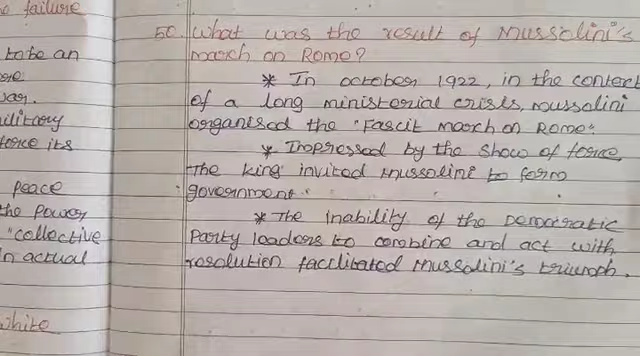 o failure
to be an
ore
war.
military
force its
peace
the power
"collective
in actual
white
50. What was the result of Mussolini's
march on Rome?
* In october 1922, in the context
of a long ministerial crisis, Mussolini
organised the "Fascit march on Rome".
* Impressed by the show of force
The king invited Mussolini to form
government.
* The inability of the Democratic
Party leaders to combine and act with
resolution facilitated Mussolini's triumph.